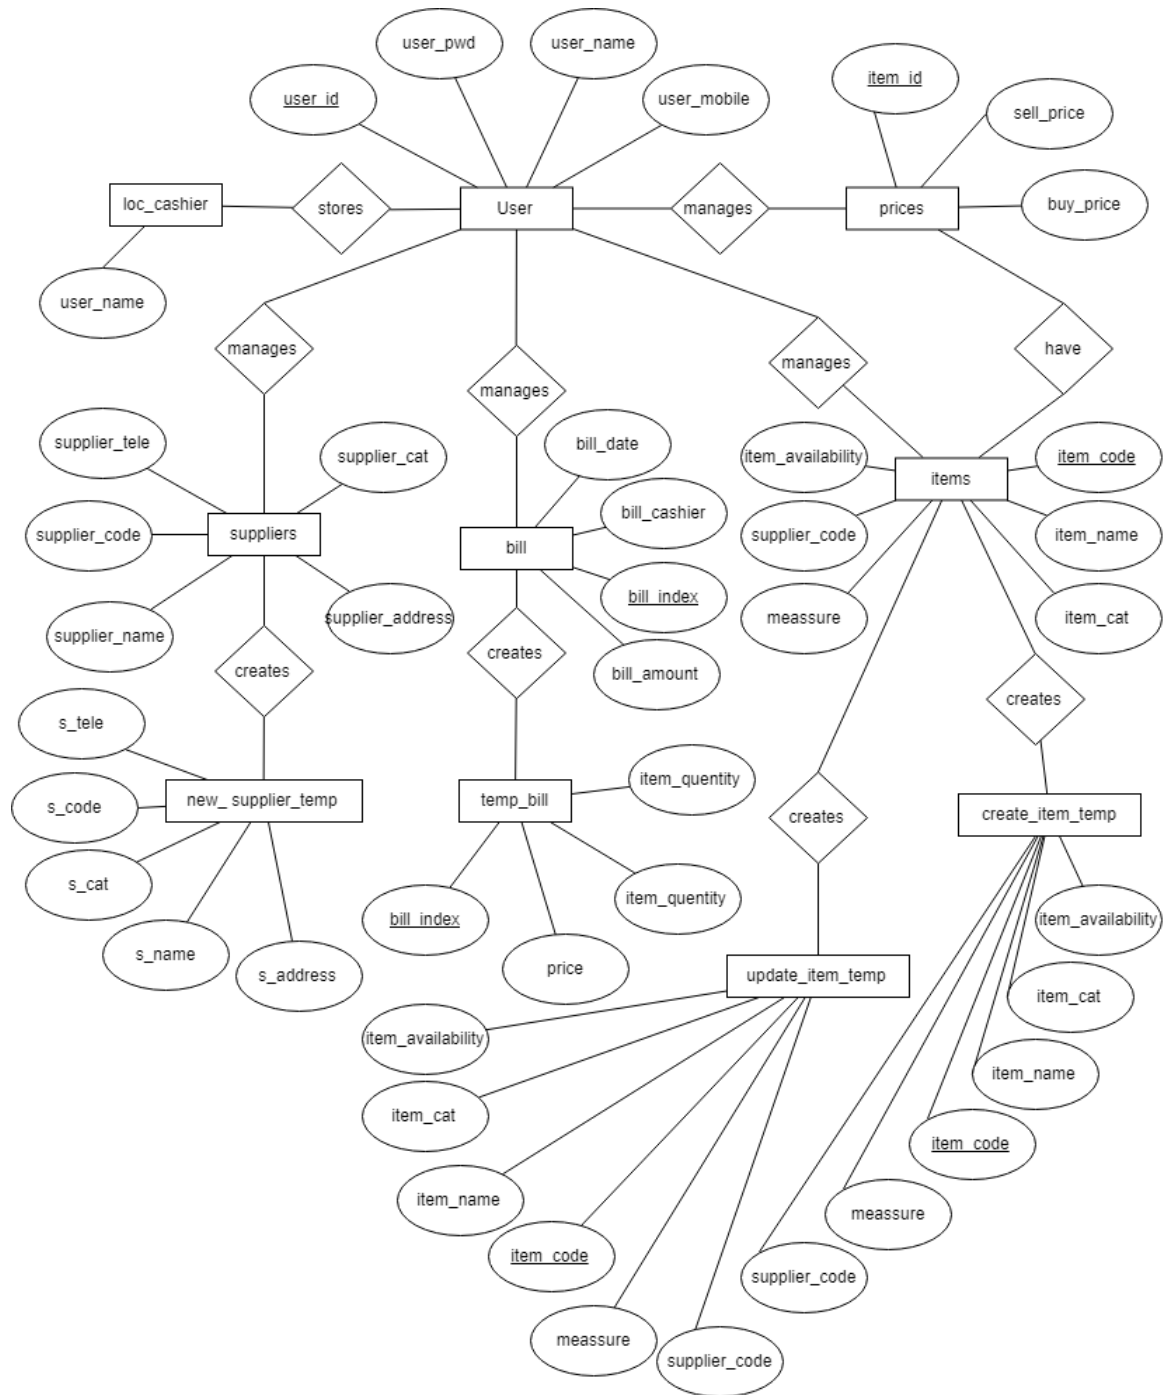 user_pwd
user_name
user_id
user_mobile
item_id
sell_price
loc_cashier
stores
User
manages
prices
buy_price
user_name
manages
manages
manages
have
supplier_tele
supplier_cat
bill_date
item_availability
item_code
items
supplier_code
suppliers
bill_cashier
bill
supplier_code
item_name
bill_index
supplier_name
supplier_address
meassure
item_cat
creates
creates
bill_amount
creates
s_tele
item_quentity
s_code
new_ supplier_temp
temp_bill
creates
create_item_temp
s_cat
bill_index
item_quentity
item_availability
s_name
s_address
price
update_item_temp
item_cat
item_availability
item_name
item_cat
item_code
item_name
meassure
item_code
supplier_code
meassure
supplier_code